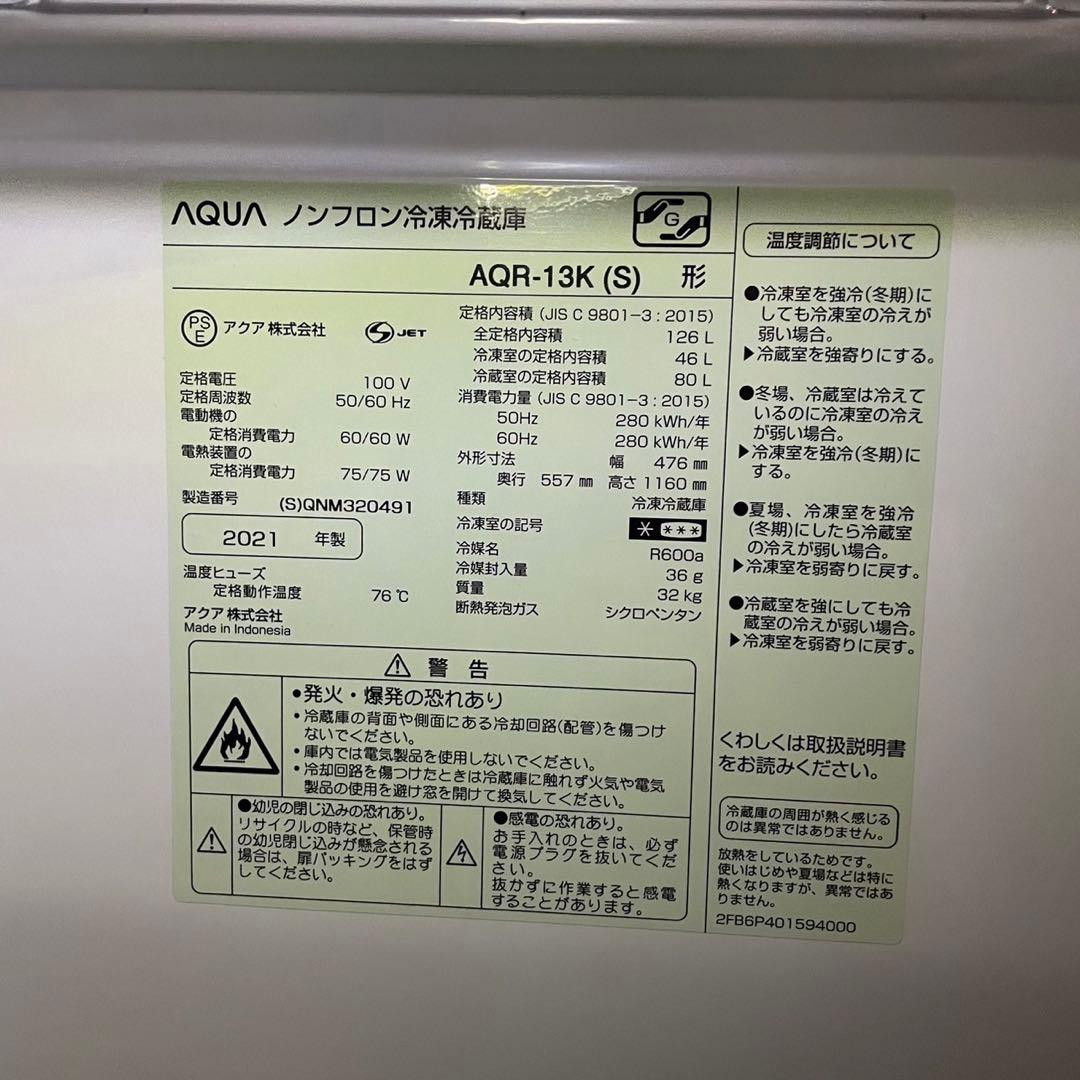 AQUA ノンフロン冷凍冷蔵庫
G
AQR-13K (S) 形
PS
E
アクア株式会社
S JET
定格電圧 100 V
定格周波数 50/60 Hz
電動機の
定格消費電力 60/60 W
電熱装置の
定格消費電力 75/75 W
製造番号 (S)QNM320491
2021 年製
温度ヒューズ
定格動作温度 76 ℃
アクア株式会社
Made in Indonesia
定格内容積 (JIS C 9801-3 : 2015)
全定格内容積 126 L
冷凍室の定格内容積 46 L
冷蔵室の定格内容積 80 L
消費電力量 (JIS C 9801-3 : 2015)
50Hz 280 kWh/年
60Hz 280 kWh/年
外形寸法 幅 476 ㎜
奥行 557 ㎜ 高さ 1160 ㎜
種類 冷凍冷蔵庫
冷凍室の記号 * ***
冷媒名 R600a
冷媒封入量 36 g
質量 32 kg
断熱発泡ガス シクロペンタン
⚠ 警 告
●発火・爆発の恐れあり
・冷蔵庫の背面や側面にある冷却回路(配管)を傷つけ
ないでください。
・庫内では電気製品を使用しないでください。
・冷却回路を傷つけたときは冷蔵庫に触れず火気や電気
製品の使用を避け窓を開けて換気してください。
●幼児の閉じ込みの恐れあり。
リサイクルの時など、保管時
の幼児閉じ込みが懸念される
場合は、扉パッキングをはず
してください。
●感電の恐れあり。
お手入れのときは、必ず
電源プラグを抜いてくだ
さい。
抜かずに作業すると感電
することがあります。
温度調節について
●冷凍室を強冷(冬期)に
しても冷凍室の冷えが
弱い場合。
▶冷蔵室を強寄りにする。
●冬場、冷蔵室は冷えて
いるのに冷凍室の冷え
が弱い場合。
▶冷凍室を強冷(冬期)に
する。
●夏場、冷凍室を強冷
(冬期)にしたら冷蔵室
の冷えが弱い場合。
▶冷凍室を弱寄りに戻す。
●冷蔵室を強にしても冷
蔵室の冷えが弱い場合。
▶冷凍室を弱寄りに戻す。
くわしくは取扱説明書
をお読みください。
冷蔵庫の周囲が熱く感じる
のは異常ではありません。
放熱をしているためです。
使いはじめや夏場などは特に
熱くなりますが、異常ではあ
りません。
2FB6P401594000